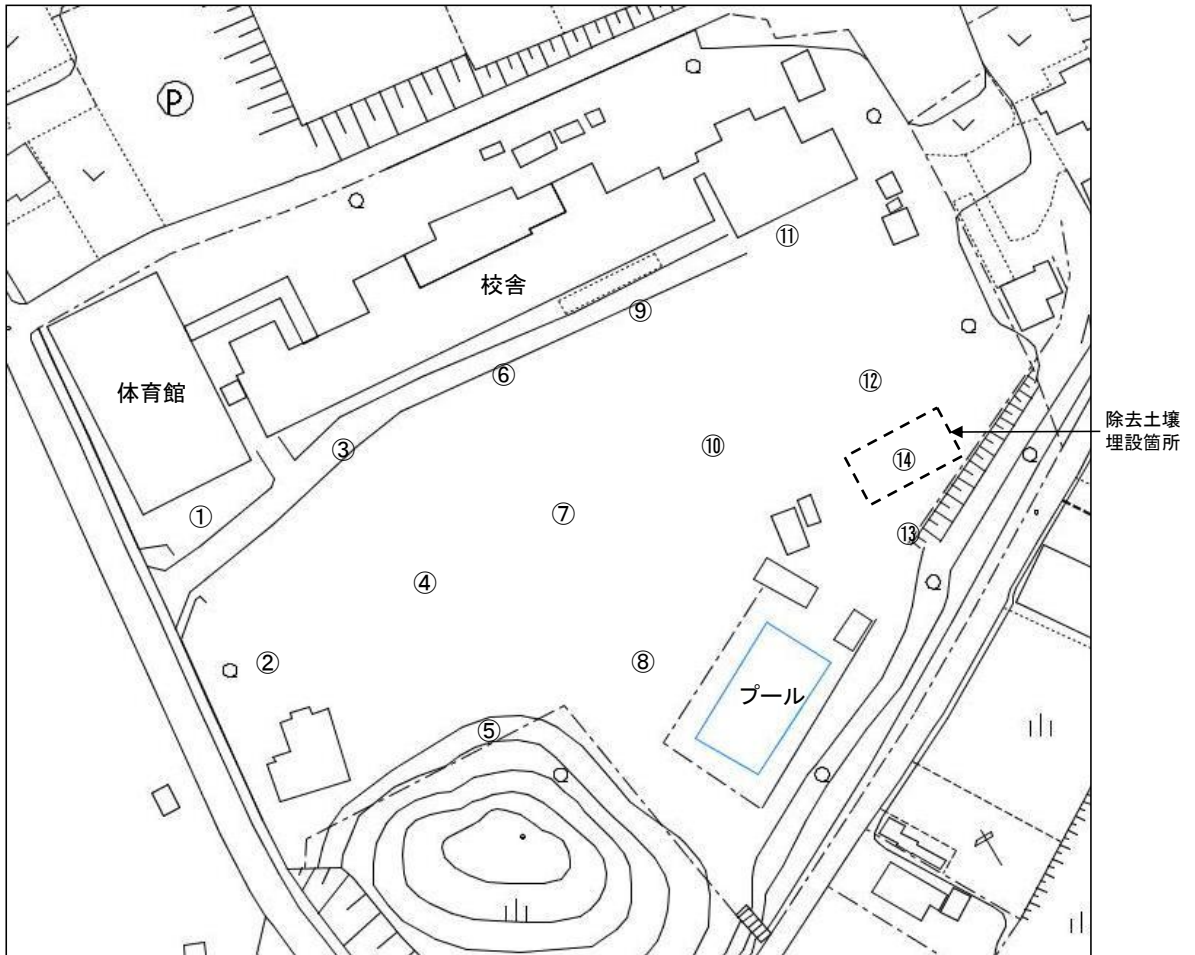 P
⑪
校舎
⑨
⑥
体育館
⑫
除去土壌
埋設箇所
③
⑩
⑭
①
⑦
⑬
④
②
⑧
プール
⑤